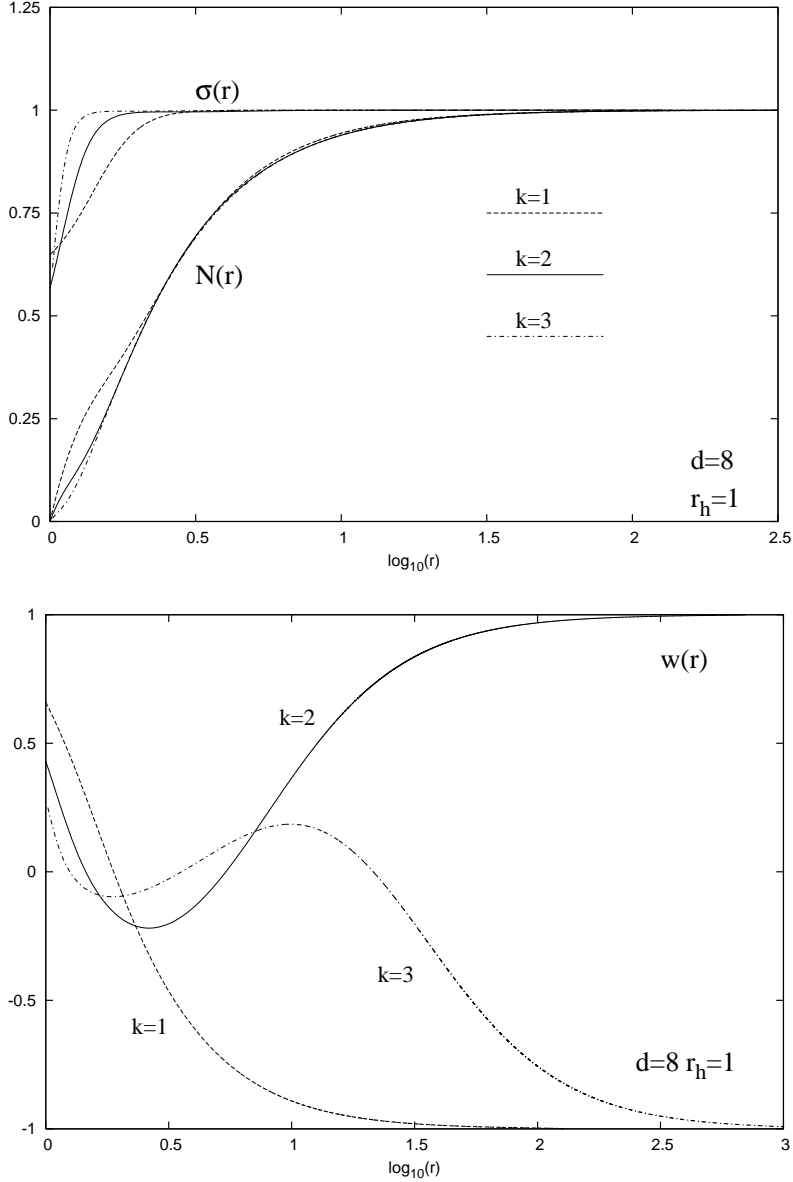 1.25
1
0.75
0.5
0.25
0
σ(r)
N(r)
k=1
k=2
k=3
d=8
r_h=1
0 0.5 1 1.5 2 2.5
log10(r)
1
0.5
0
-0.5
-1
w(r)
k=2
k=3
k=1
d=8 r_h=1
0 0.5 1 1.5 2 2.5 3
log10(r)